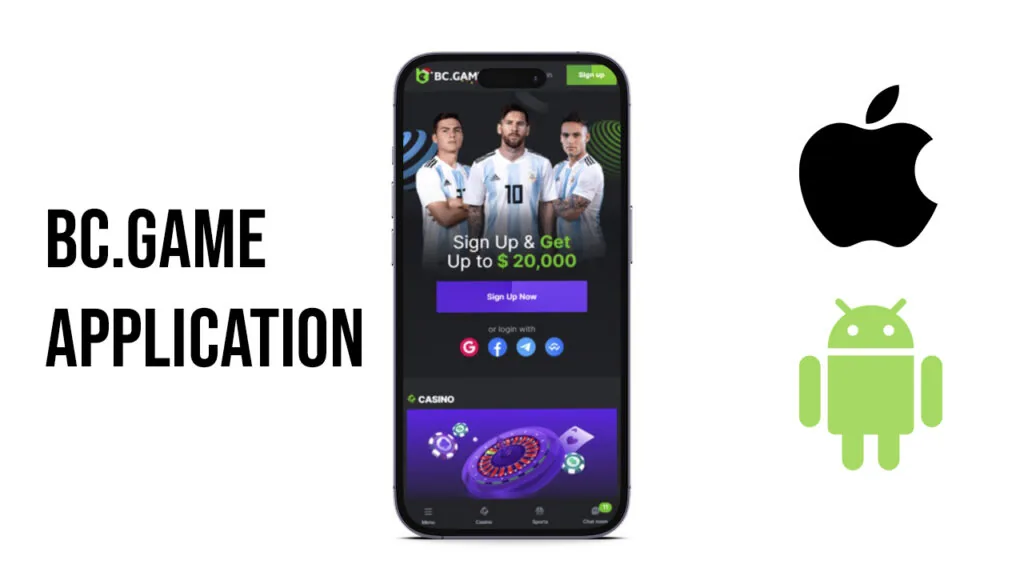 BC.GAME
APPLICATION
BC.GAM
Sign up
10
Sign Up & Get
Up to $ 20,000
Sign Up Now
or login with
G
f
CASINO
11
Menu
Casino
Sports
Chat room